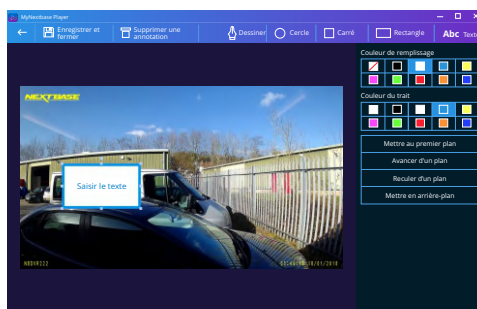 MyNextbase Player
Enregistrer et fermer
Supprimer une annotation
Dessiner
Cercle
Carré
Rectangle
Abc Texte
Couleur de remplissage
Couleur du trait
Mettre au premier plan
Avancer d'un plan
Reculer d'un plan
Mettre en arrière-plan
NEXTBASE
Saisir le texte